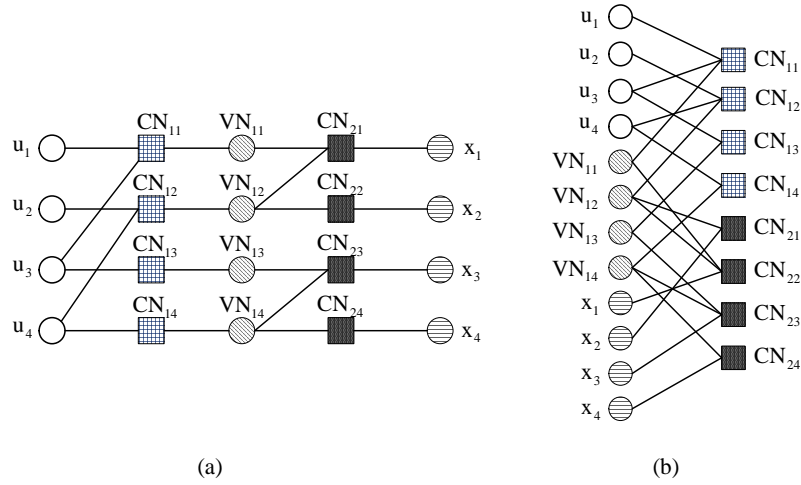 CN11 VN11 CN21
u1 x1
CN12 VN12 CN22
u2 x2
CN13 VN13 CN23
u3 x3
CN14 VN14 CN24
u4 x4
(a)
u1
u2
u3
u4
VN11
VN12
VN13
VN14
x1
x2
x3
x4
CN11
CN12
CN13
CN14
CN21
CN22
CN23
CN24
(b)